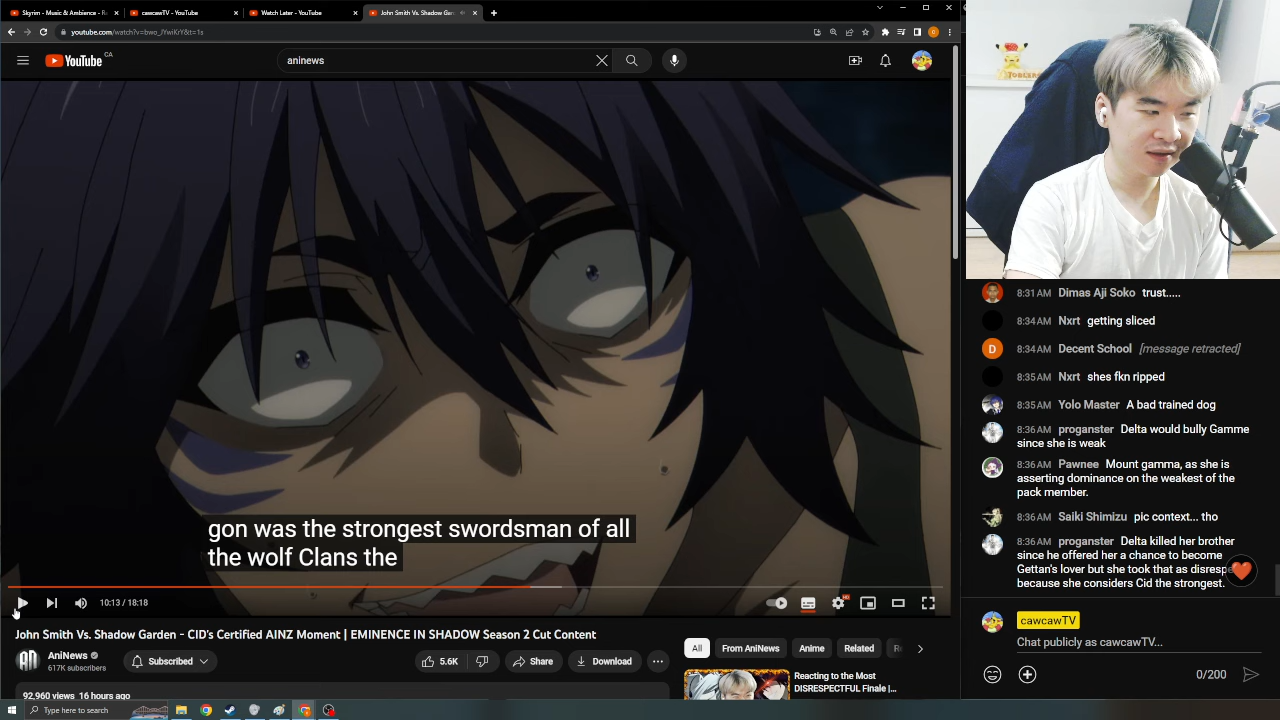 Skyrim - Music & Ambience - R
cawcawTV - YouTube
Watch Later - YouTube
John Smith Vs. Shadow Gar
youtube.com/watch?v=bwo_JYwiKrY&t=1s
YouTube CA
aninews
gon was the strongest swordsman of all
the wolf Clans the
10:13 / 18:18
HD
John Smith Vs. Shadow Garden - CID's Certified AINZ Moment | EMINENCE IN SHADOW Season 2 Cut Content
AniNews
617K subscribers
Subscribed
5.6K
Share
Download
92,960 views 16 hours ago
All
From AniNews
Anime
Related
Reacting to the Most
DISRESPECTFUL Finale |...
Type here to search
8:31 AM Dimas Aji Soko trust.....
8:34 AM Nxrt getting sliced
8:34 AM Decent School [message retracted]
D
8:35 AM Nxrt shes fkn ripped
8:35 AM Yolo Master A bad trained dog
8:36 AM proganster Delta would bully Gamme
since she is weak
8:36 AM Pawnee Mount gamma, as she is
asserting dominance on the weakest of the
pack member.
8:36 AM Saiki Shimizu pic context... tho
8:36 AM proganster Delta killed her brother
since he offered her a chance to become
Gettan's lover but she took that as disrespe
because she considers Cid the strongest.
cawcawTV
Chat publicly as cawcawTV...
0/200